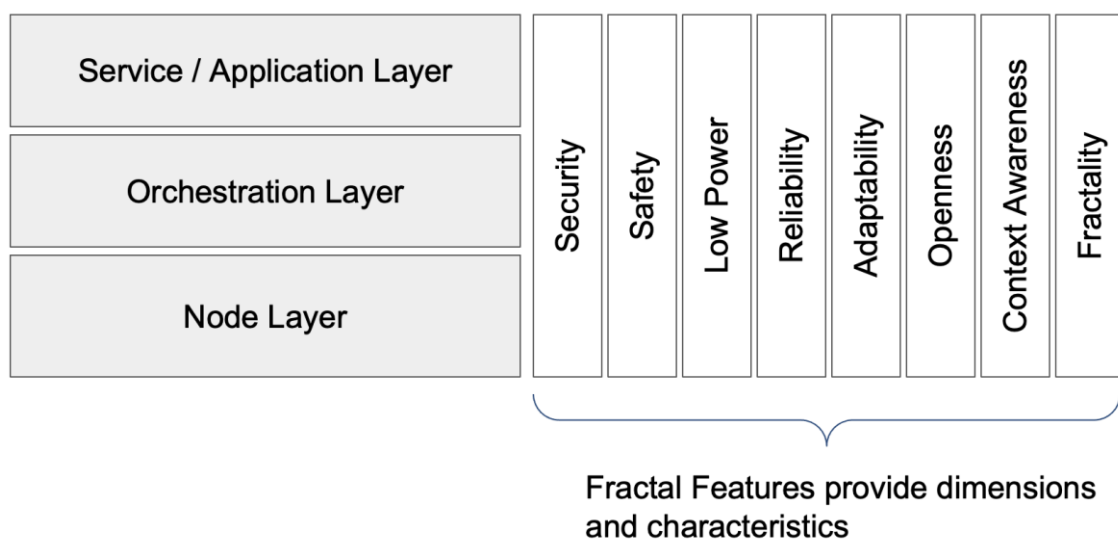 Service / Application Layer
Orchestration Layer
Node Layer
Security
Safety
Low Power
Reliability
Adaptability
Openness
Context Awareness
Fractality
Fractal Features provide dimensions
and characteristics